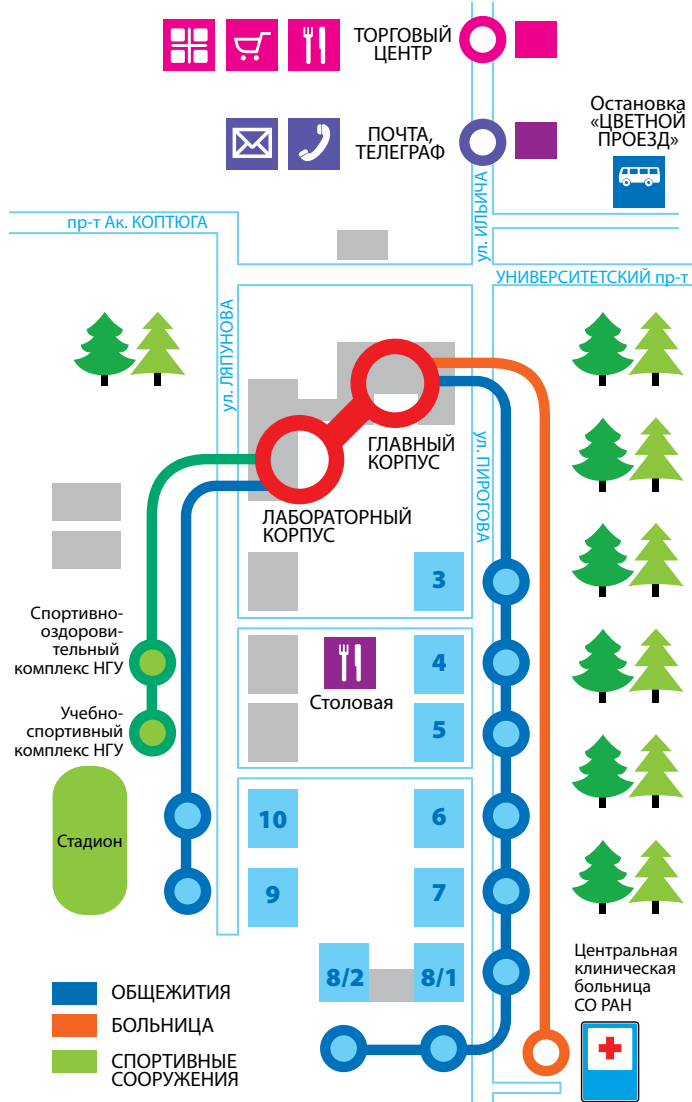 ТОРГОВЫЙ
ЦЕНТР
ПОЧТА,
ТЕЛЕГРАФ
Остановка
«ЦВЕТНОЙ
ПРОЕЗД»
пр-т Ак. КОПТЮГА
ул. ИЛЬИЧА
УНИВЕРСИТЕТСКИЙ пр-т
ул. ЛЯПУНОВА
ГЛАВНЫЙ
КОРПУС
ул. ПИРОГОВА
ЛАБОРАТОРНЫЙ
КОРПУС
3
Спортивно-
оздорови-
тельный
комплекс НГУ
4
Столовая
Учебно-
спортивный
комплекс НГУ
5
Стадион
10
6
9
7
8/2
8/1
Центральная
клиническая
больница
СО РАН
ОБЩЕЖИТИЯ
БОЛЬНИЦА
СПОРТИВНЫЕ
СООРУЖЕНИЯ